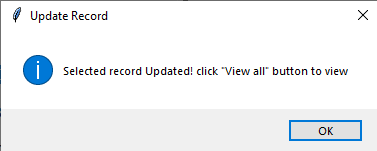 Update Record
Selected record Updated! click "View all" button to view
OK